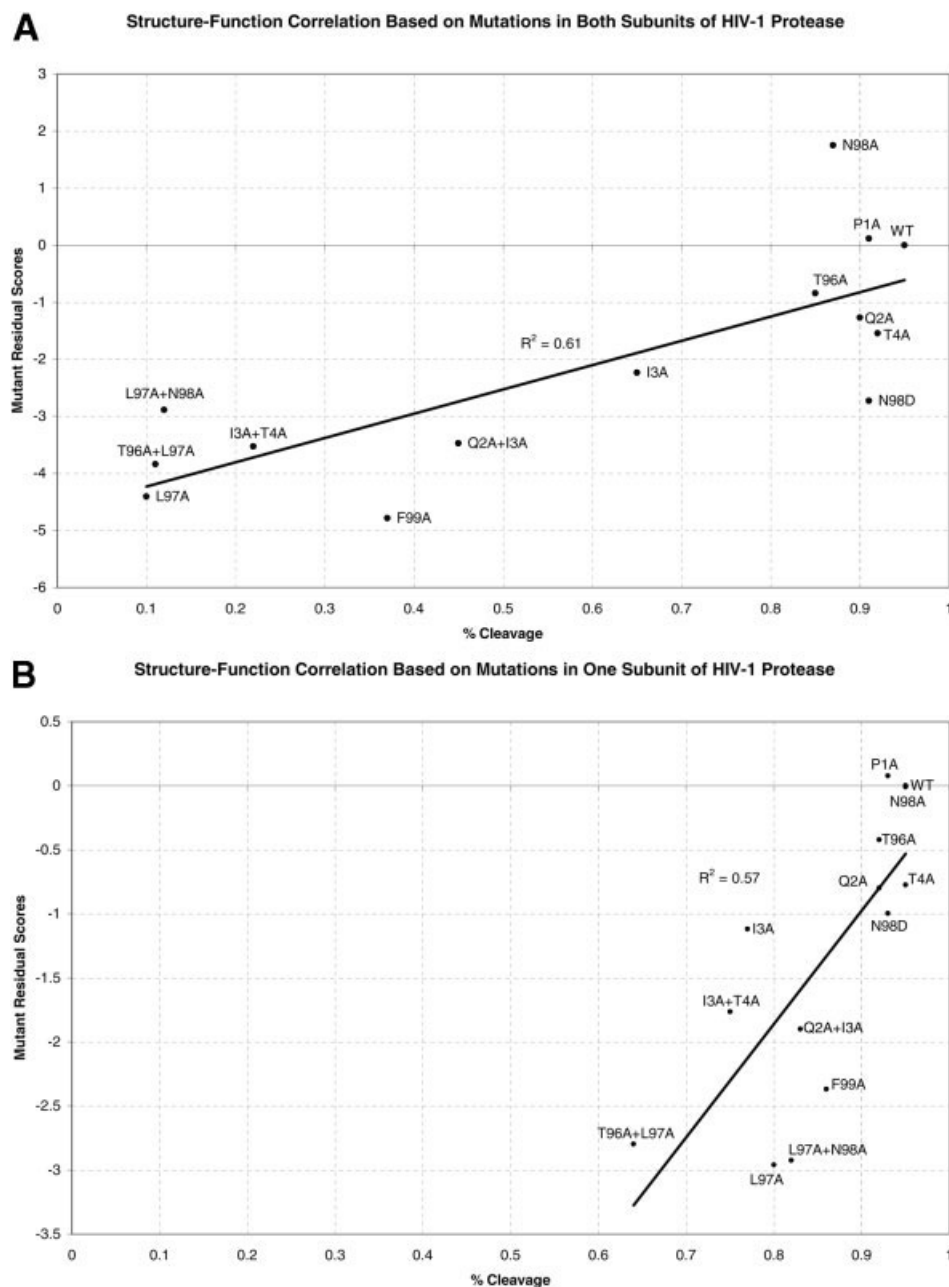 A
Structure-Function Correlation Based on Mutations in Both Subunits of HIV-1 Protease
3
2
1
0
-1
-2
-3
-4
-5
-6
Mutant Residual Scores
N98A
P1A
WT
T96A
Q2A
T4A
R² = 0.61
I3A
N98D
L97A+N98A
I3A+T4A
Q2A+I3A
T96A+L97A
L97A
F99A
0 0.1 0.2 0.3 0.4 0.5 0.6 0.7 0.8 0.9 1
% Cleavage
B
Structure-Function Correlation Based on Mutations in One Subunit of HIV-1 Protease
0.5
0
-0.5
-1
-1.5
-2
-2.5
-3
-3.5
Mutant Residual Scores
P1A
WT
N98A
T96A
R² = 0.57
Q2A
T4A
N98D
I3A
I3A+T4A
Q2A+I3A
F99A
T96A+L97A
L97A+N98A
L97A
0 0.1 0.2 0.3 0.4 0.5 0.6 0.7 0.8 0.9 1
% Cleavage